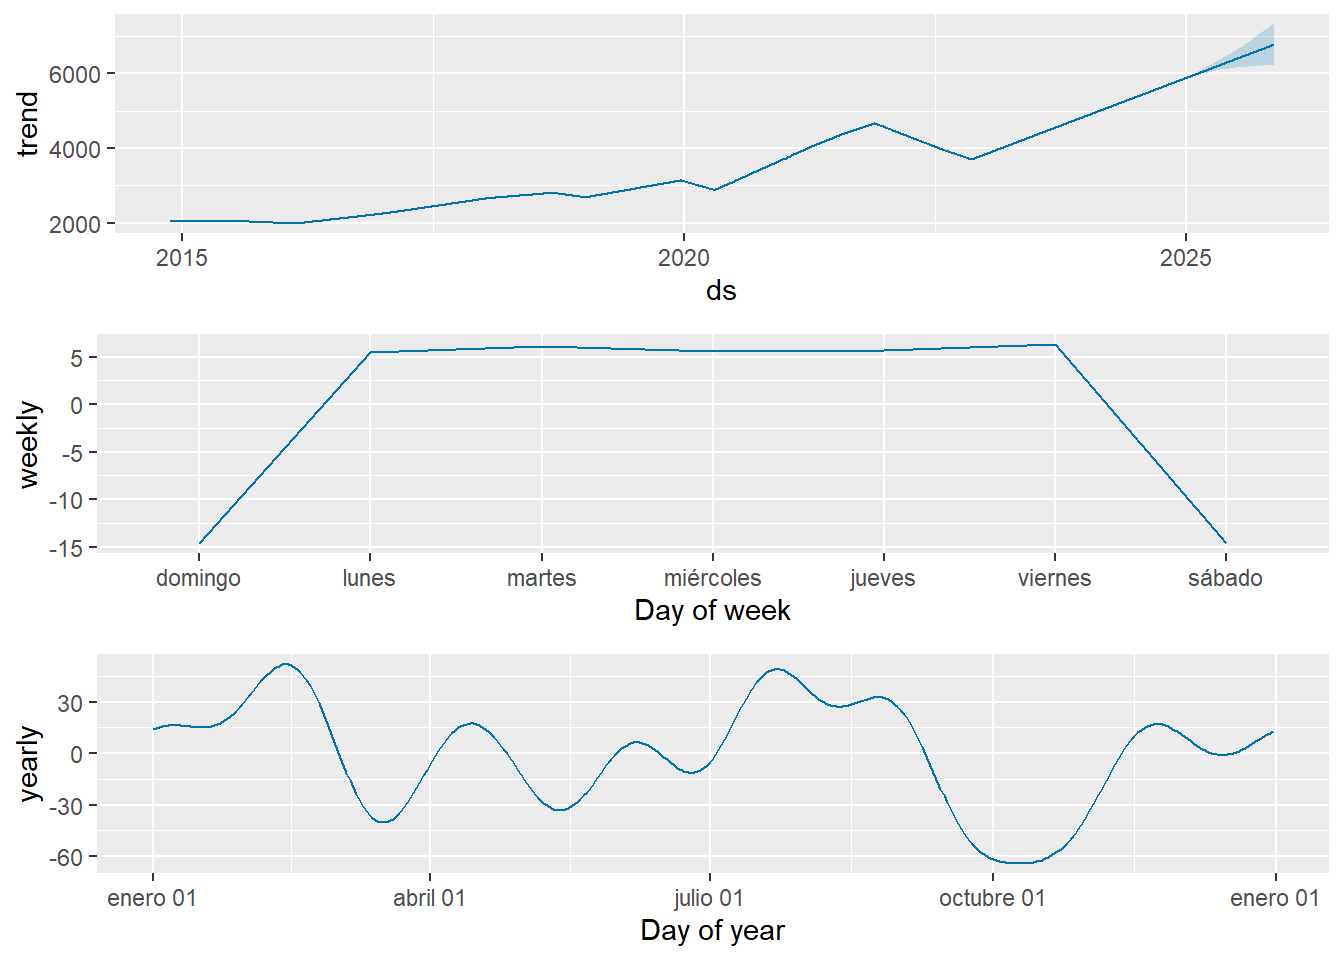 trend
6000
4000
2000
2015 2020 2025
ds
weekly
5
0
-5
-10
-15
domingo lunes martes miércoles jueves viernes sábado
Day of week
yearly
30
0
-30
-60
enero 01 abril 01 julio 01 octubre 01 enero 01
Day of year